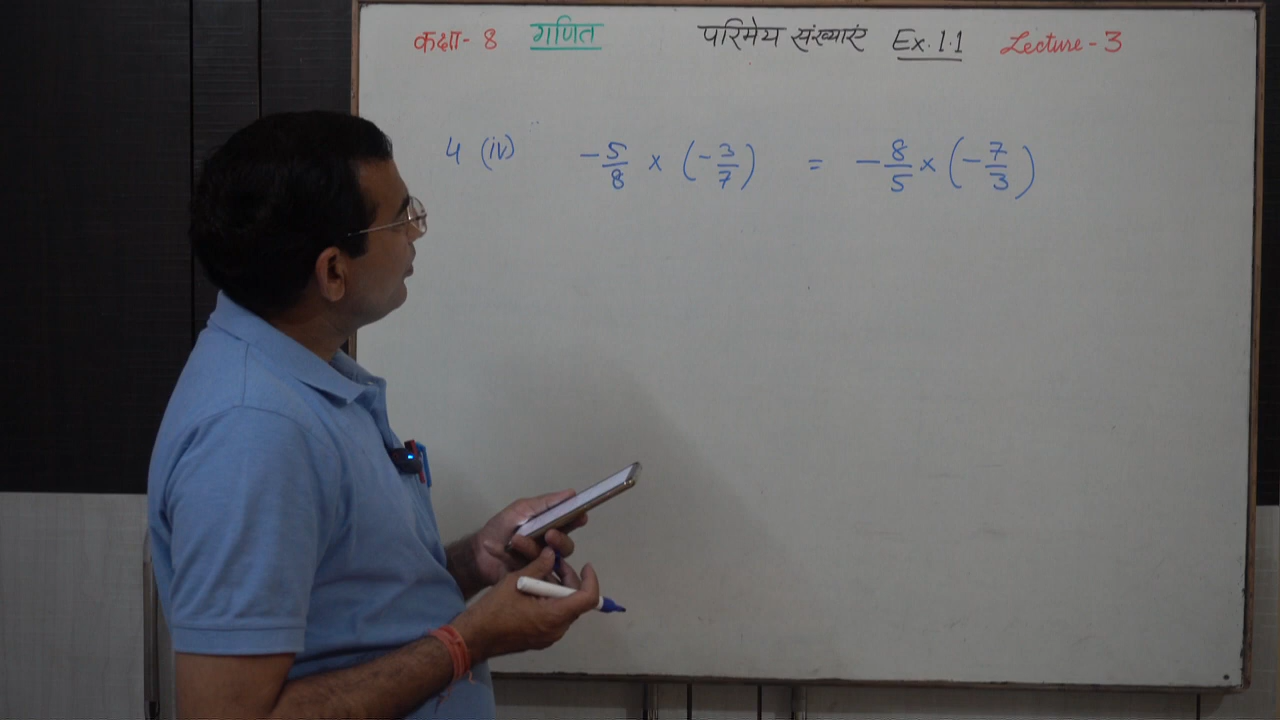 कक्षा- 8 गणित परिमेय संख्याएं Ex. 1.1 Lecture - 3
4 (iv) -5/8 × (-3/7) = -8/5 × (-7/3)